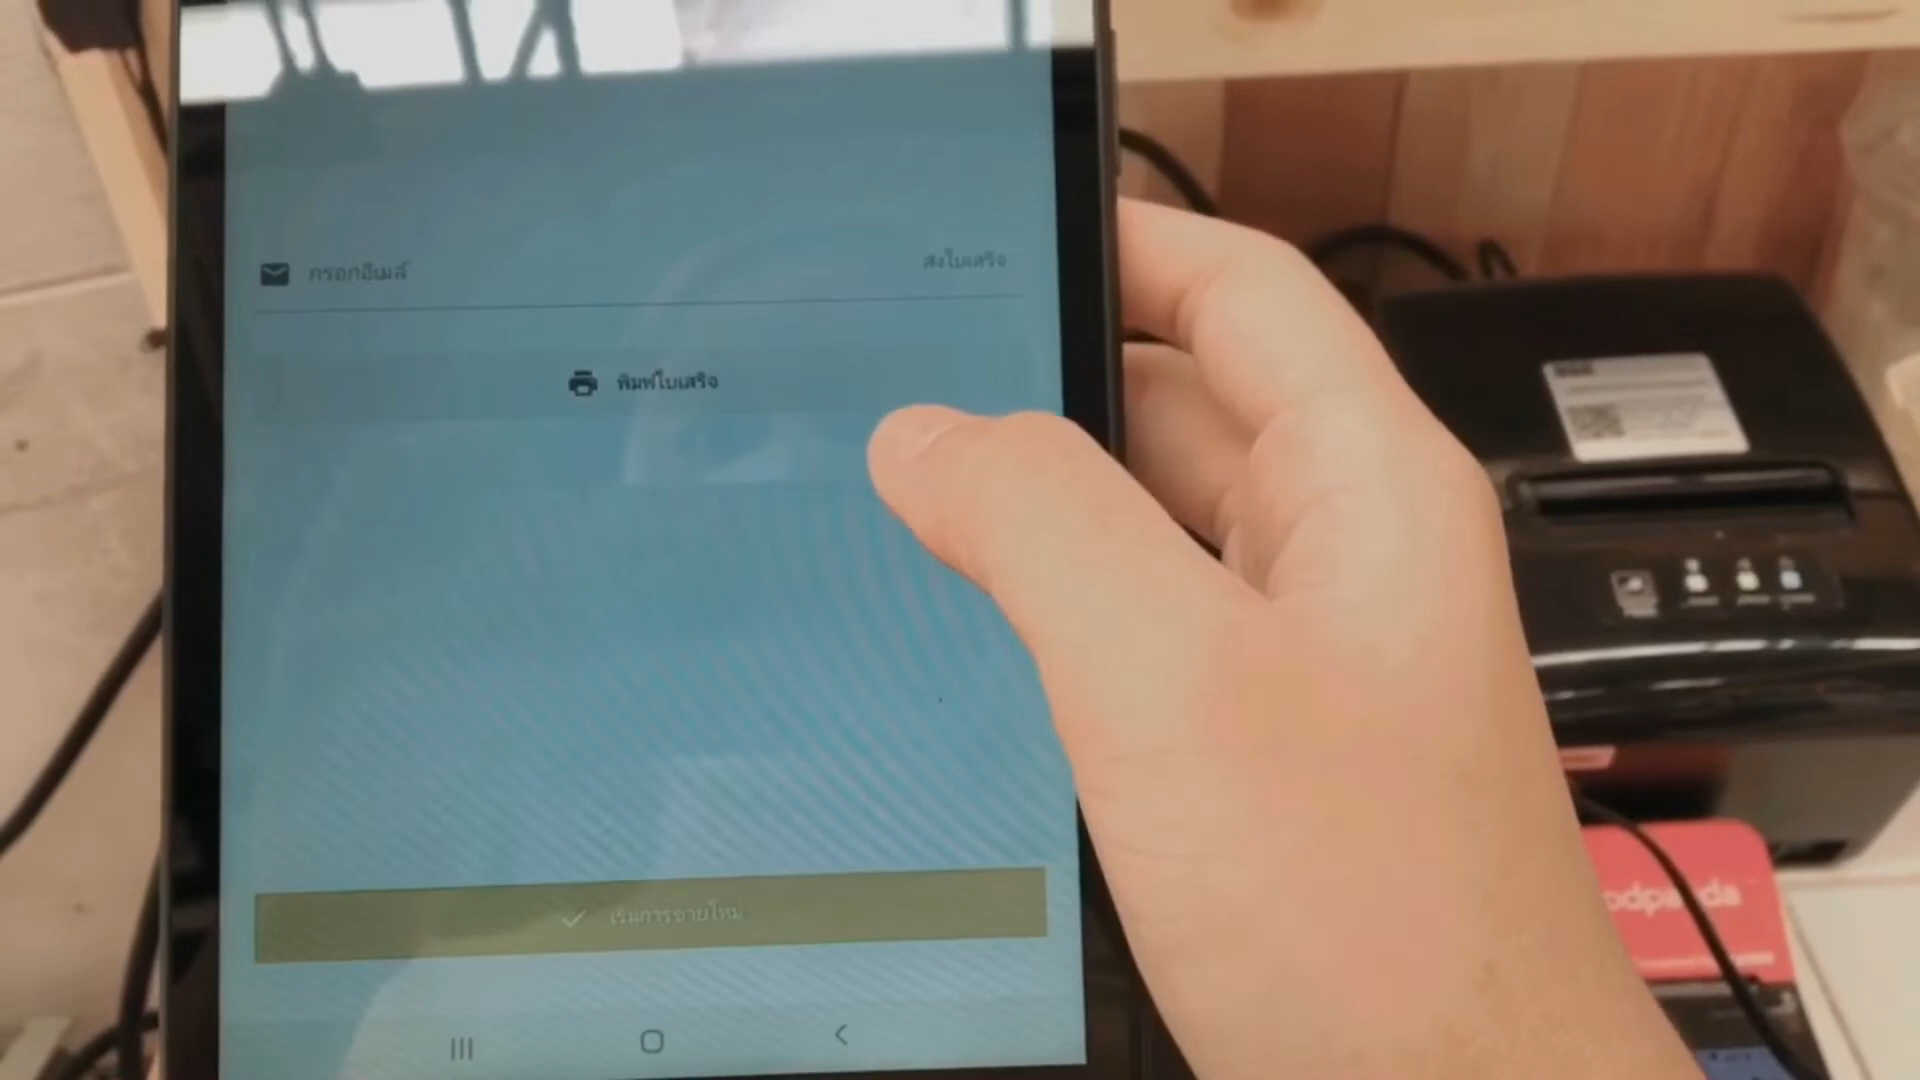 กรอกอีเมล์
ส่งใบเสร็จ
พิมพ์ใบเสร็จ
เริ่มการขายใหม่
odpanda